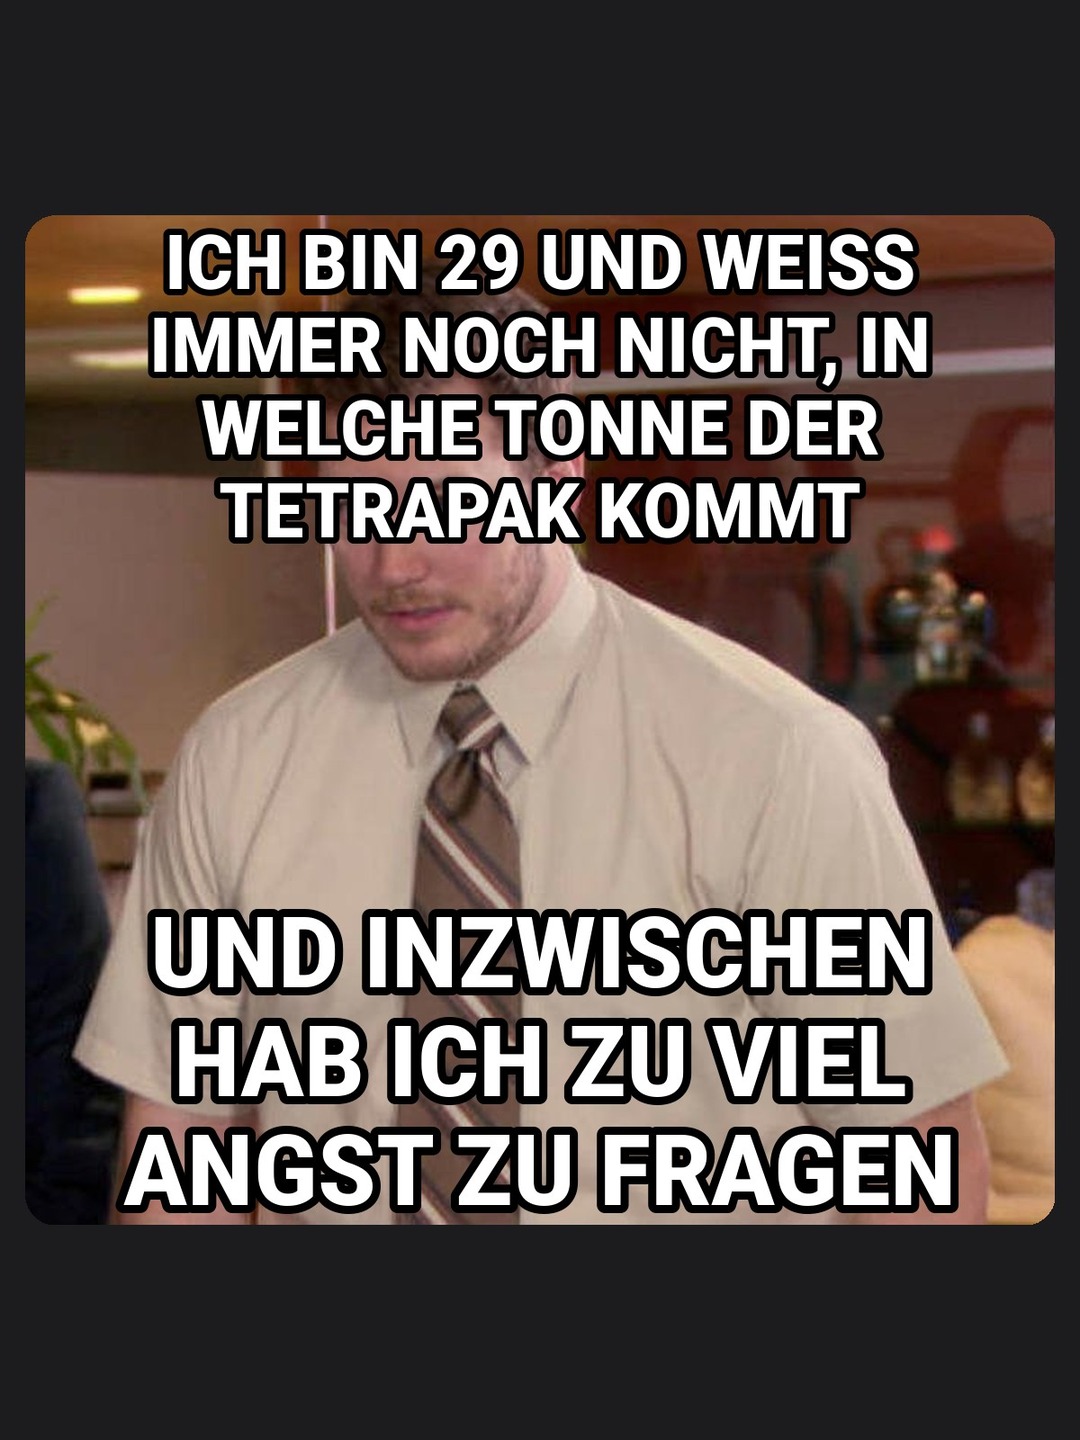 ICH BIN 29 UND WEISS
IMMER NOCH NICHT, IN
WELCHE TONNE DER
TETRAPAK KOMMT
UND INZWISCHEN
HAB ICH ZU VIEL
ANGST ZU FRAGEN